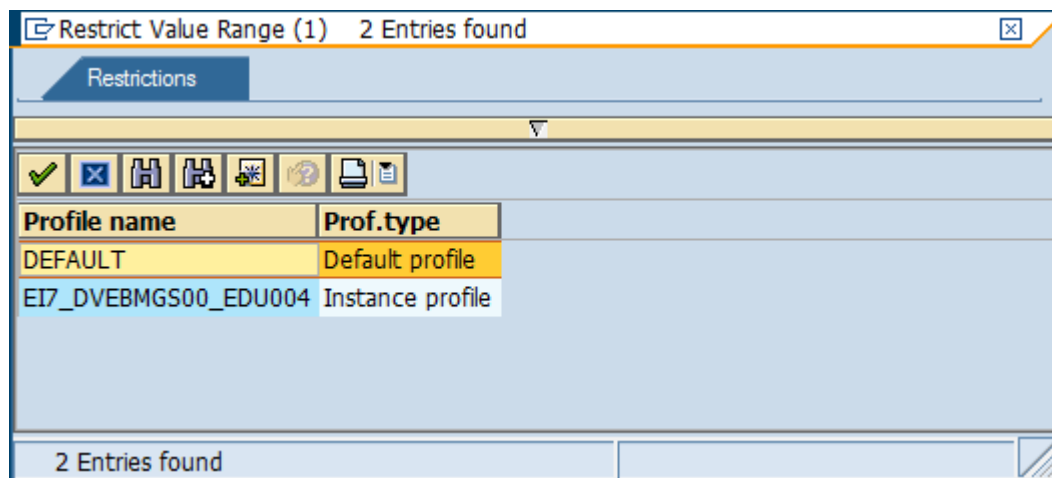 Restrict Value Range (1) 2 Entries found
Restrictions
Profile name Prof.type
DEFAULT Default profile
EI7_DVEBMGS00_EDU004 Instance profile
2 Entries found